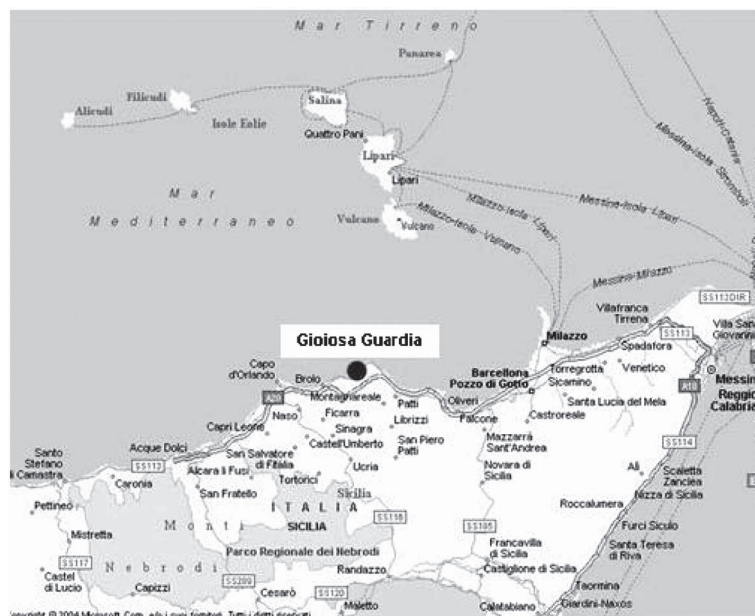 Mar Tirreno
Panarea
Filicudi
Salina
Alicudi
Isole Eolie
Quattro Pani
Lipari
Lipari
Mar
Mediterraneo
Vulcano
Vulcano
Milazzo-Isola Vulcano
Milazzo-Isola Lipari
Messina-Isola Lipari
Messina-Isola Stromboli
Napoli-Catania
Messina-Milazzo
SS113DIR
Villafranca
Tirrena
SS113
Villa San
Giovanni
Gioiosa Guardia
Milazzo
Spadafora
Capo
d'Orlando
Brolo
Barcellona
Pozzo di Gotto
Torregrotta
Venetico
Messin
A20
Montagnareale
Oliveri
Sicamino
A18
Reggio
Calabria
Naso
Ficarra
Patti
Falcone
Santa Lucia del Mela
Capri Leone
Sinagra
Librizzi
Castroreale
Acque Dolci
Castell'Umberto
Mazzarrà
Sant'Andrea
SS114
Santo
Stefano
di Camastra
SS113
San Salvatore
di Fitalia
San Piero
Patti
Alcara li Fusi
Ucria
Novara di
Sicilia
Alì
Scaletta
Zanclea
Caronia
San Fratello
Tortorici
Sicilia
Nizza di Sicilia
Pettineo
ITALIA
Roccalumera
Monti
SICILIA
SS116
SS185
Furci Siculo
Mistretta
Parco Regionale dei Nebrodi
Francavilla
di Sicilia
Santa Teresa
di Riva
SS117
Nebrodi
Randazzo
Castiglione di Sicilia
Castel
di Lucio
Capizzi
SS289
Cesarò
SS120
Taormina
Maletto
Calatabiano
Giardini-Naxos